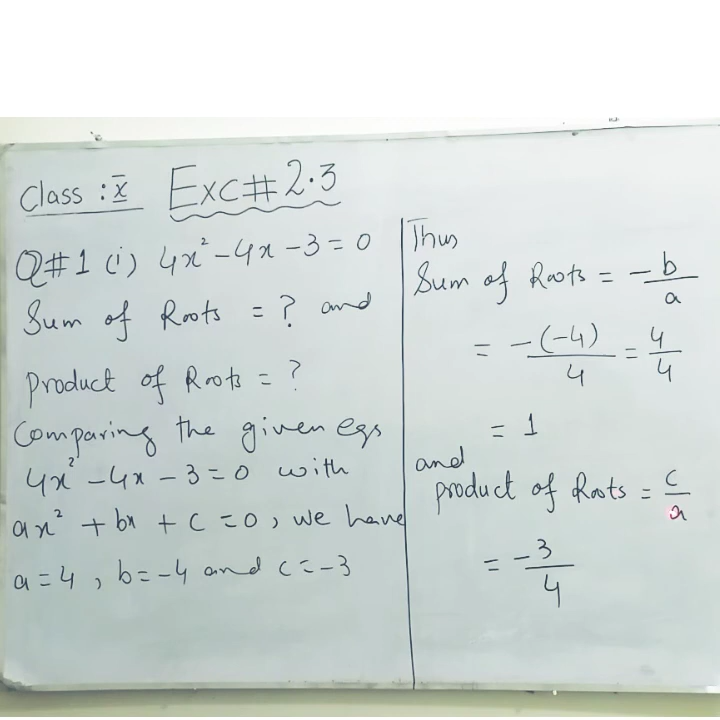 Class : x̄ Exc# 2.3
Q#1 (i) 4x² - 4x - 3 = 0
Sum of Roots = ? and
product of Roots = ?
Comparing the given eqs
4x² - 4x - 3 = 0 with
ax² + bx + c = 0, we have
a = 4, b = -4 and c = -3
Thus
Sum of Roots = -b/a
= -(-4)/4 = 4/4
= 1
and
product of Roots = c/a
= -3/4